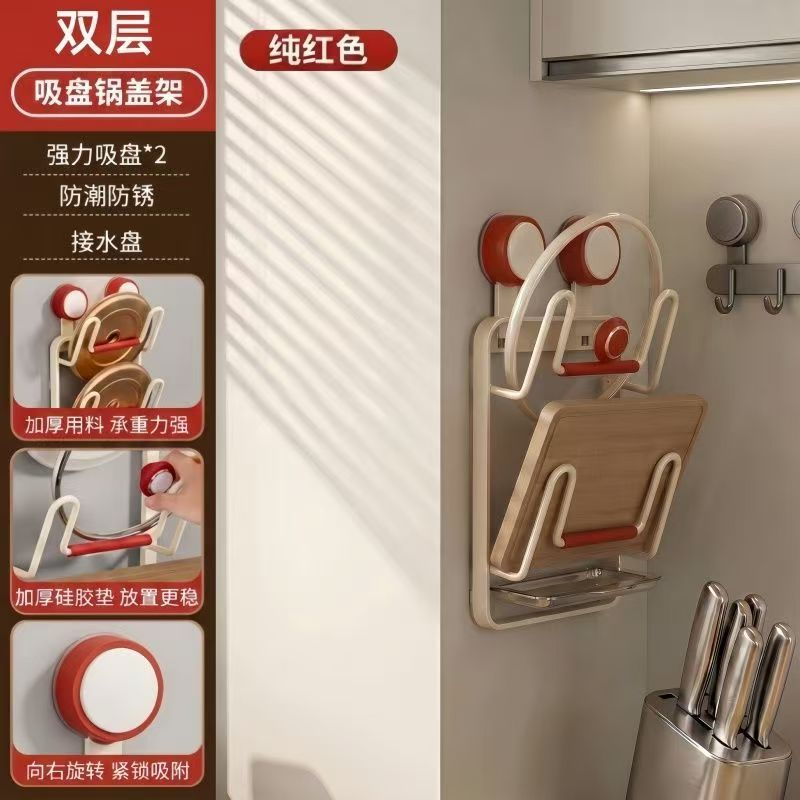 双层
吸盘锅盖架
强力吸盘*2
防潮防锈
接水盘
加厚用料 承重力强
加厚硅胶垫 放置更稳
向右旋转 紧锁吸附
纯红色